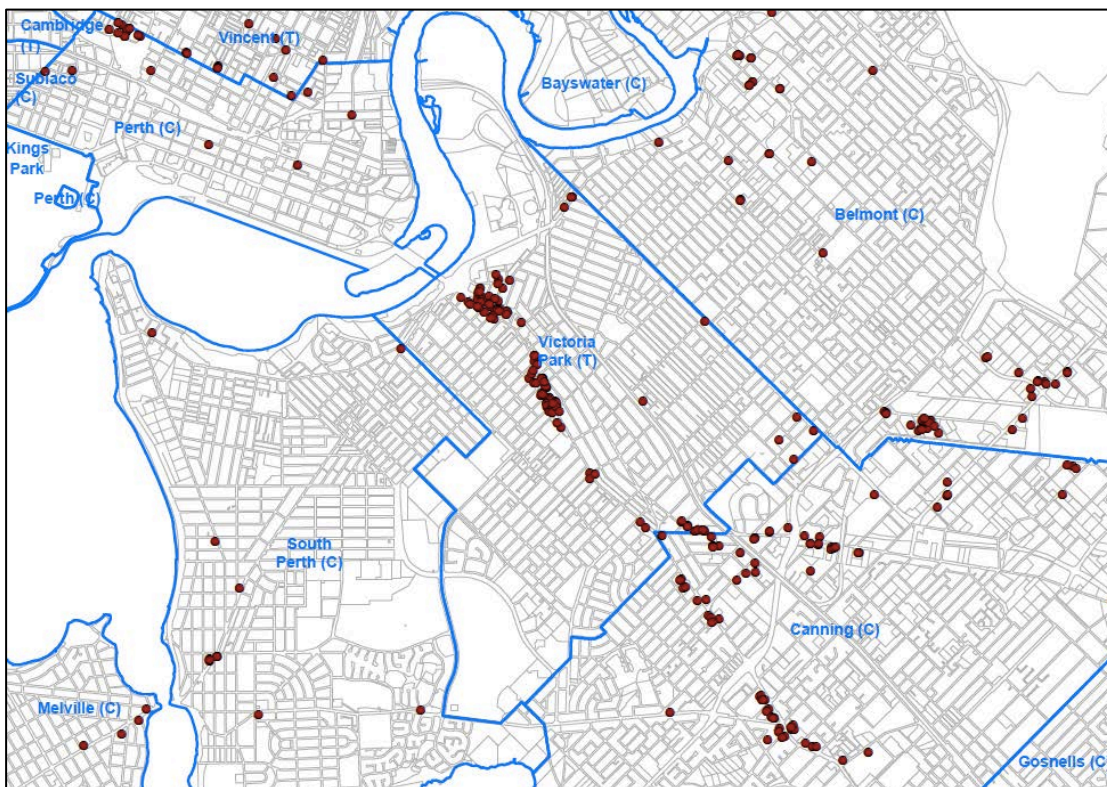 Cambridge
(T)
Vincent (T)
Subiaco
(C)
Bayswater (C)
Perth (C)
Kings
Park
Perth (C)
Belmont (C)
Victoria
Park (T)
South
Perth (C)
Canning (C)
Melville (C)
Gosnells (C